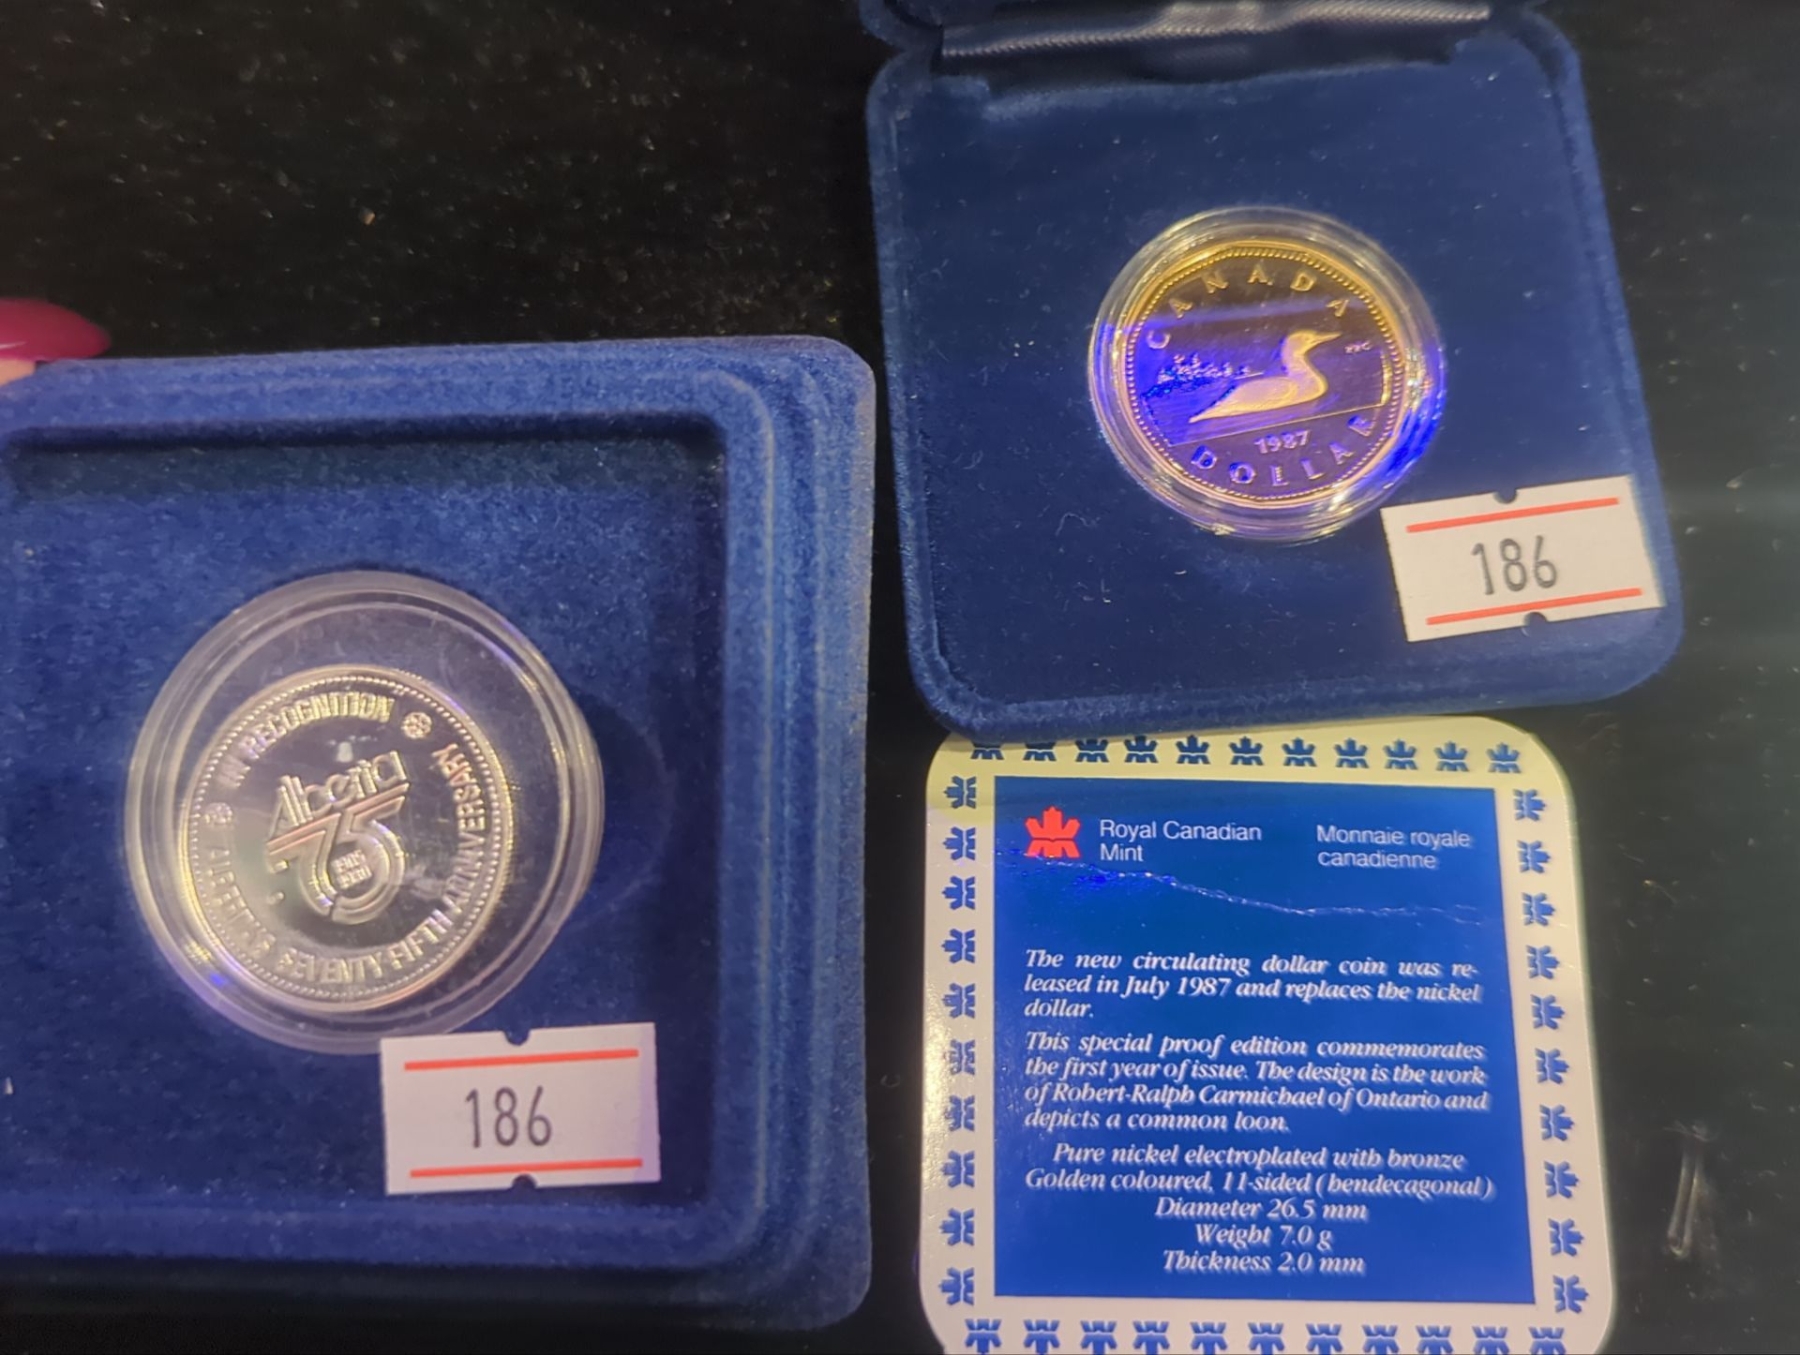 CANADA
RRC
1987
DOLLAR
186
IN RECOGNITION
ALBERTA'S SEVENTY-FIFTH ANNIVERSARY
Alberta
75
1905
1980
186
Royal Canadian
Mint
Monnaie royale
canadienne
The new circulating dollar coin was re-
leased in July 1987 and replaces the nickel
dollar.
This special proof edition commemorates
the first year of issue. The design is the work
of Robert-Ralph Carmichael of Ontario and
depicts a common loon.
Pure nickel electroplated with bronze
Golden coloured, 11-sided (hendecagonal)
Diameter 26.5 mm
Weight 7.0 g
Thickness 2.0 mm